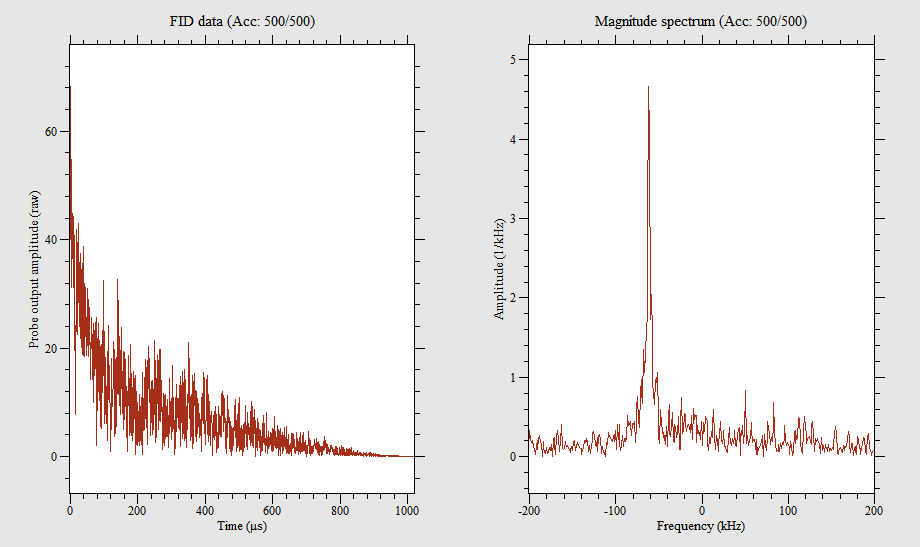 FID data (Acc: 500/500)
Probe output amplitude (raw)
60
40
20
0
0 200 400 600 800 1000
Time (µs)
Magnitude spectrum (Acc: 500/500)
Amplitude (1/kHz)
5
4
3
2
1
0
-200 -100 0 100 200
Frequency (kHz)